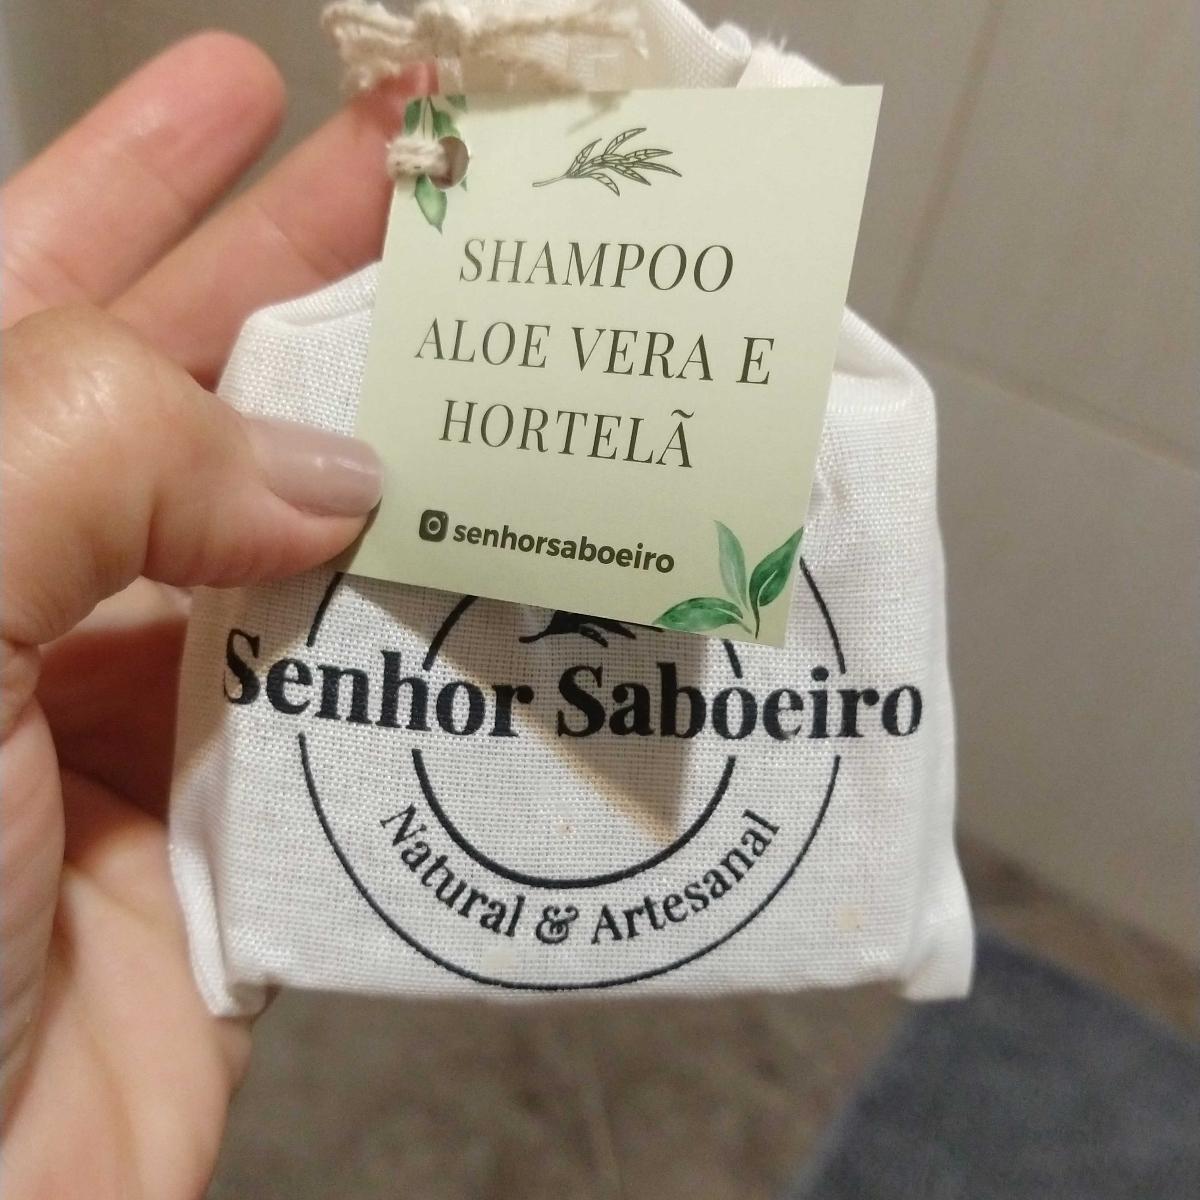 SHAMPOO
ALOE VERA E
HORTELÃ
senhorsaboeiro
Senhor Saboeiro
Natural & Artesanal